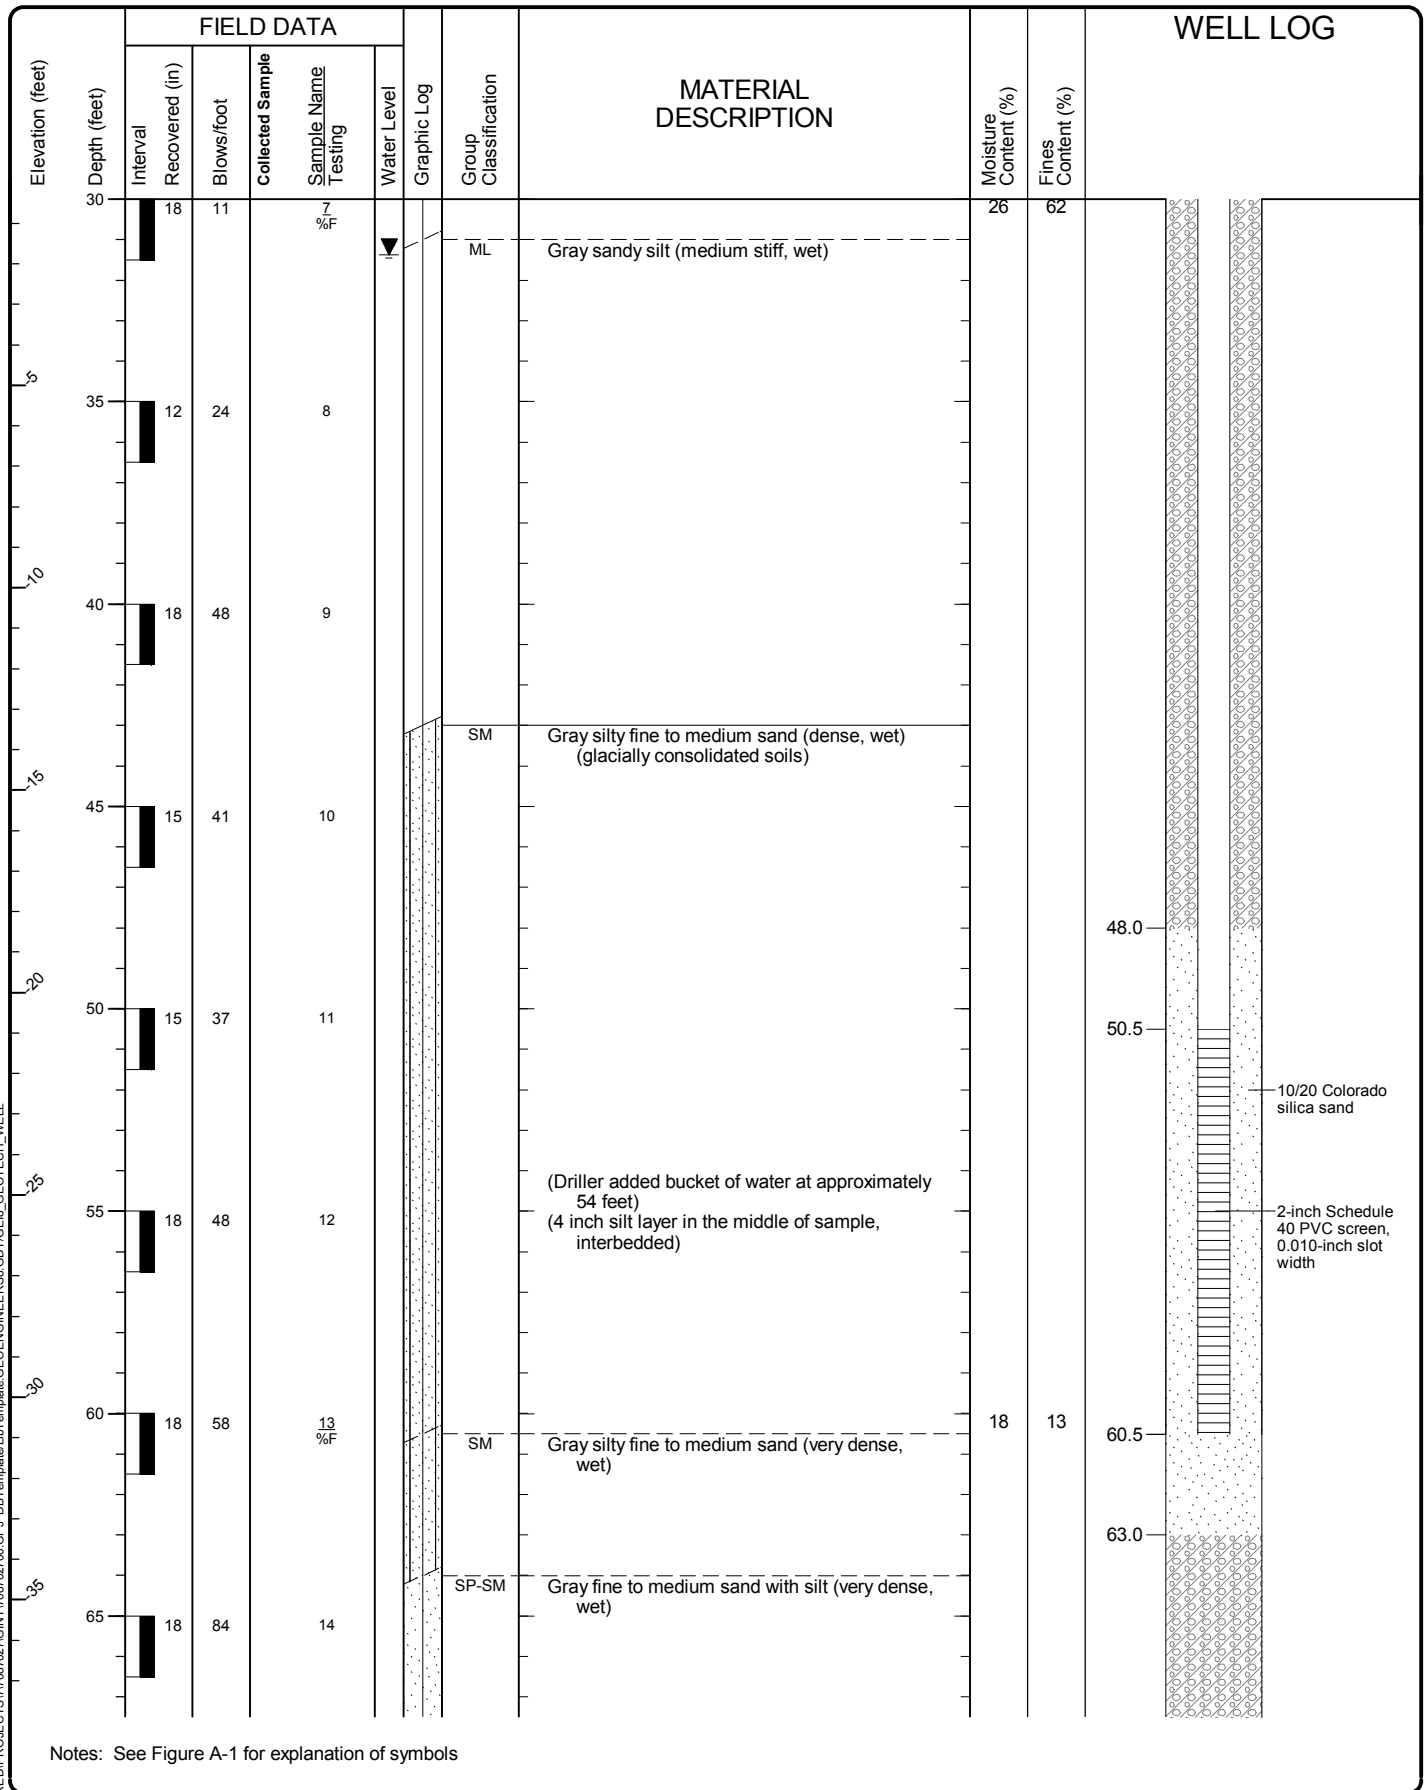 FIELD DATA
WELL LOG
Elevation (feet)
Depth (feet)
Interval
Recovered (in)
Blows/foot
Collected Sample
Sample Name
Testing
Water Level
Graphic Log
Group
Classification
MATERIAL
DESCRIPTION
Moisture
Content (%)
Fines
Content (%)
30
18
11
7
%F
26
62
ML
Gray sandy silt (medium stiff, wet)
-5
35
12
24
8
-10
40
18
48
9
SM
Gray silty fine to medium sand (dense, wet)
(glacially consolidated soils)
-15
45
15
41
10
48.0
-20
50
15
37
11
50.5
10/20 Colorado
silica sand
-25
(Driller added bucket of water at approximately
54 feet)
55
18
48
12
(4 inch silt layer in the middle of sample,
interbedded)
2-inch Schedule
40 PVC screen,
0.010-inch slot
width
-30
60
18
58
13
%F
18
13
60.5
SM
Gray silty fine to medium sand (very dense,
wet)
63.0
-35
SP-SM
Gray fine to medium sand with silt (very dense,
wet)
65
18
84
14
Notes: See Figure A-1 for explanation of symbols